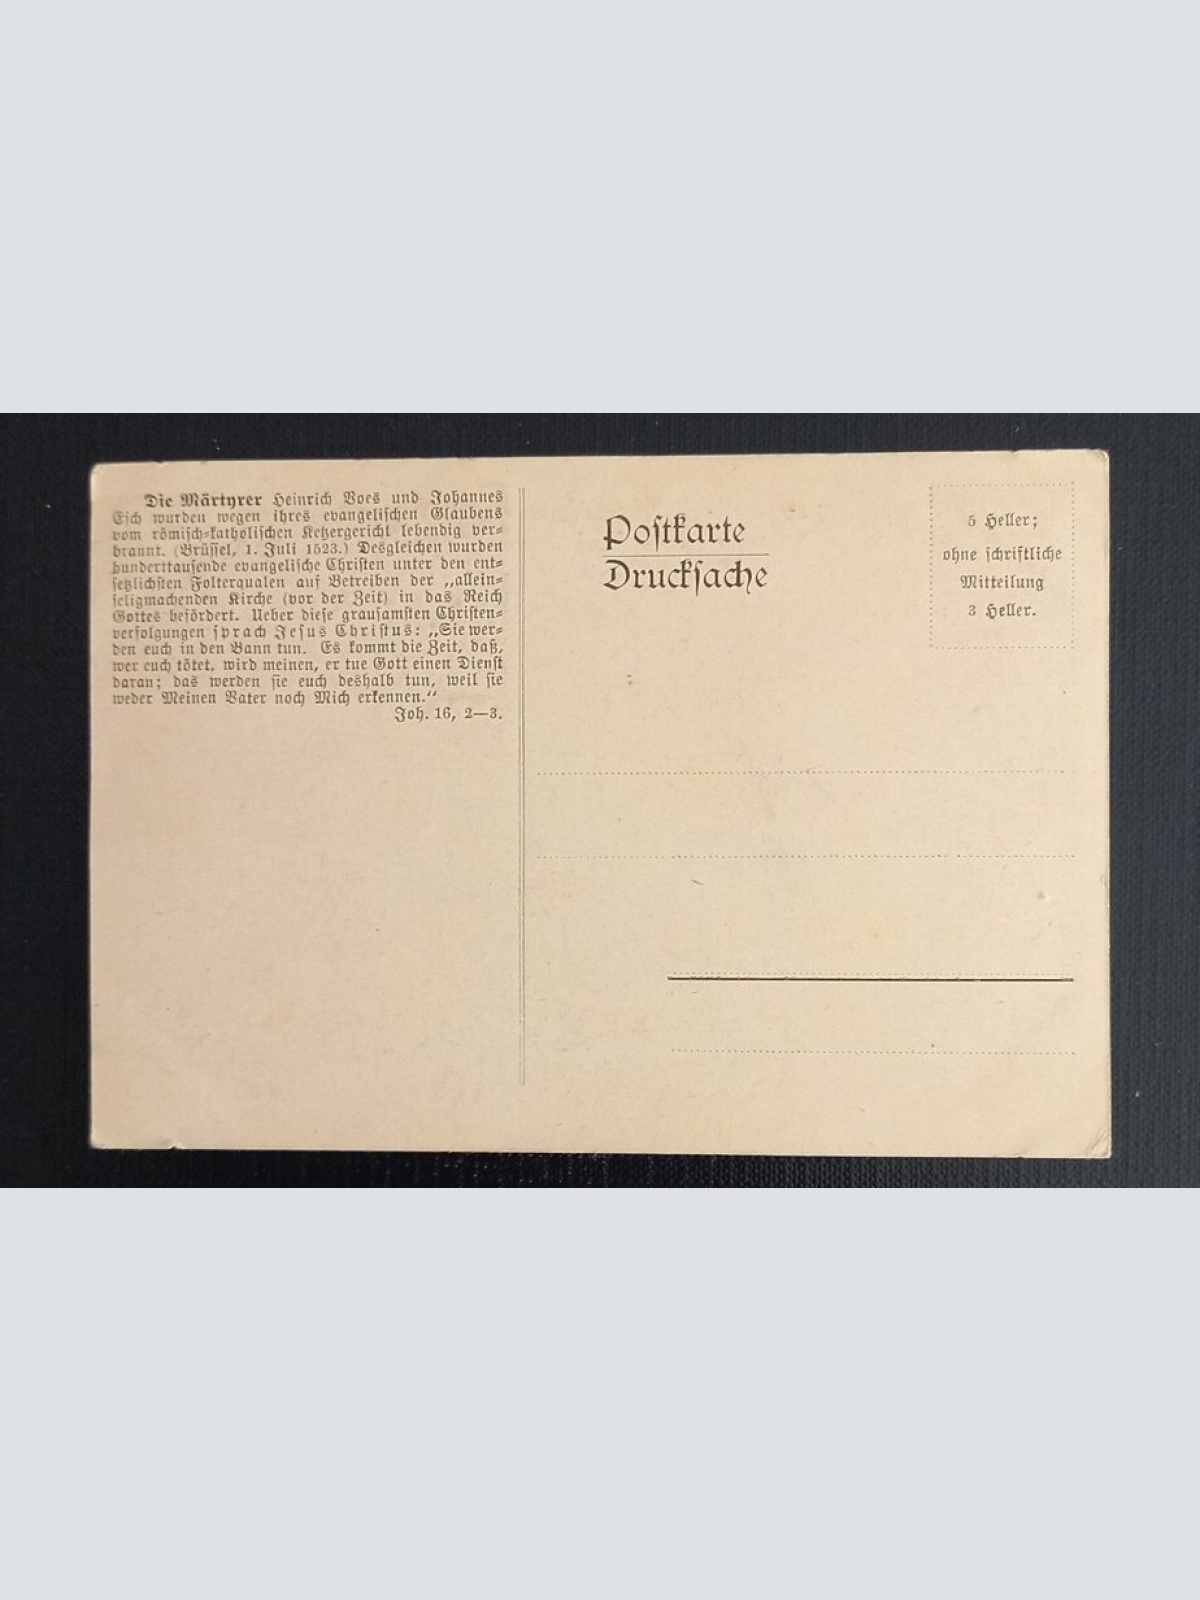 Die Märtyrer Heinrich Voes und Johannes
Esch wurden wegen ihres evangelischen Glaubens
vom römisch-katholischen Ketzergericht lebendig ver-
brannt. (Brüssel, 1. Juli 1523.) Desgleichen wurden
hunderttausende evangelische Christen unter den ent-
setzlichsten Folterqualen auf Betreiben der „allein-
seligmachenden Kirche (vor der Zeit) in das Reich
Gottes befördert. Ueber diese grausamsten Christen-
verfolgungen sprach Jesus Christus: „Sie wer-
den euch in den Bann tun. Es kommt die Zeit, daß,
wer euch tötet, wird meinen, er tue Gott einen Dienst
daran; das werden sie euch deshalb tun, weil sie
weder Meinen Vater noch Mich erkennen.“
Joh. 16, 2—3.
Postkarte
Drucksache
5 Heller;
ohne schriftliche
Mitteilung
3 Heller.